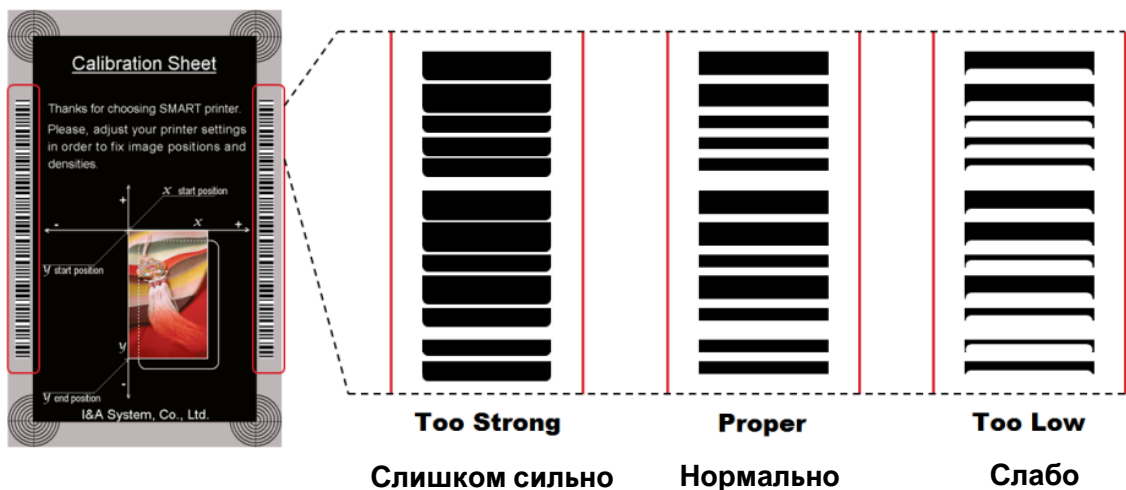 Calibration Sheet
Thanks for choosing SMART printer.
Please, adjust your printer settings
in order to fix image positions and
densities.
x start position
+
- x +
y start position
y
-
y end position
I&A System, Co., Ltd.
Too Strong Proper Too Low
Слишком сильно Нормально Слабо